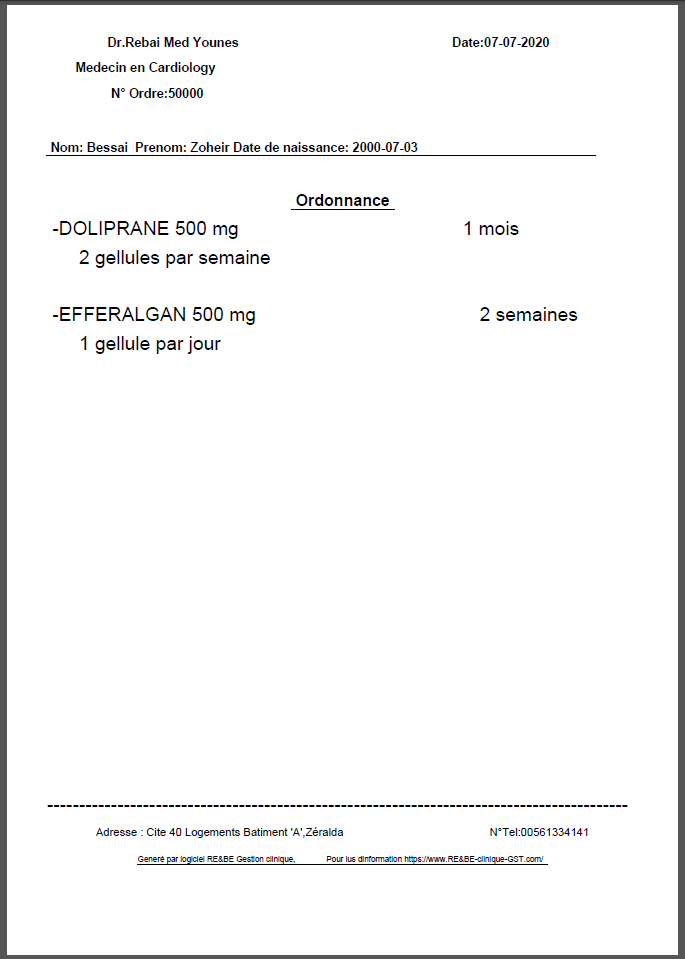 Dr.Rebai Med Younes Date:07-07-2020
Medecin en Cardiology
N° Ordre:50000
Nom: Bessai Prenom: Zoheir Date de naissance: 2000-07-03
Ordonnance
-DOLIPRANE 500 mg 1 mois
2 gellules par semaine
-EFFERALGAN 500 mg 2 semaines
1 gellule par jour
Adresse : Cite 40 Logements Batiment 'A',Zéralda N°Tel:00561334141
Generé par logiciel RE&BE Gestion clinique, Pour lus dinformation https://www.RE&BE-clinique-GST.com/